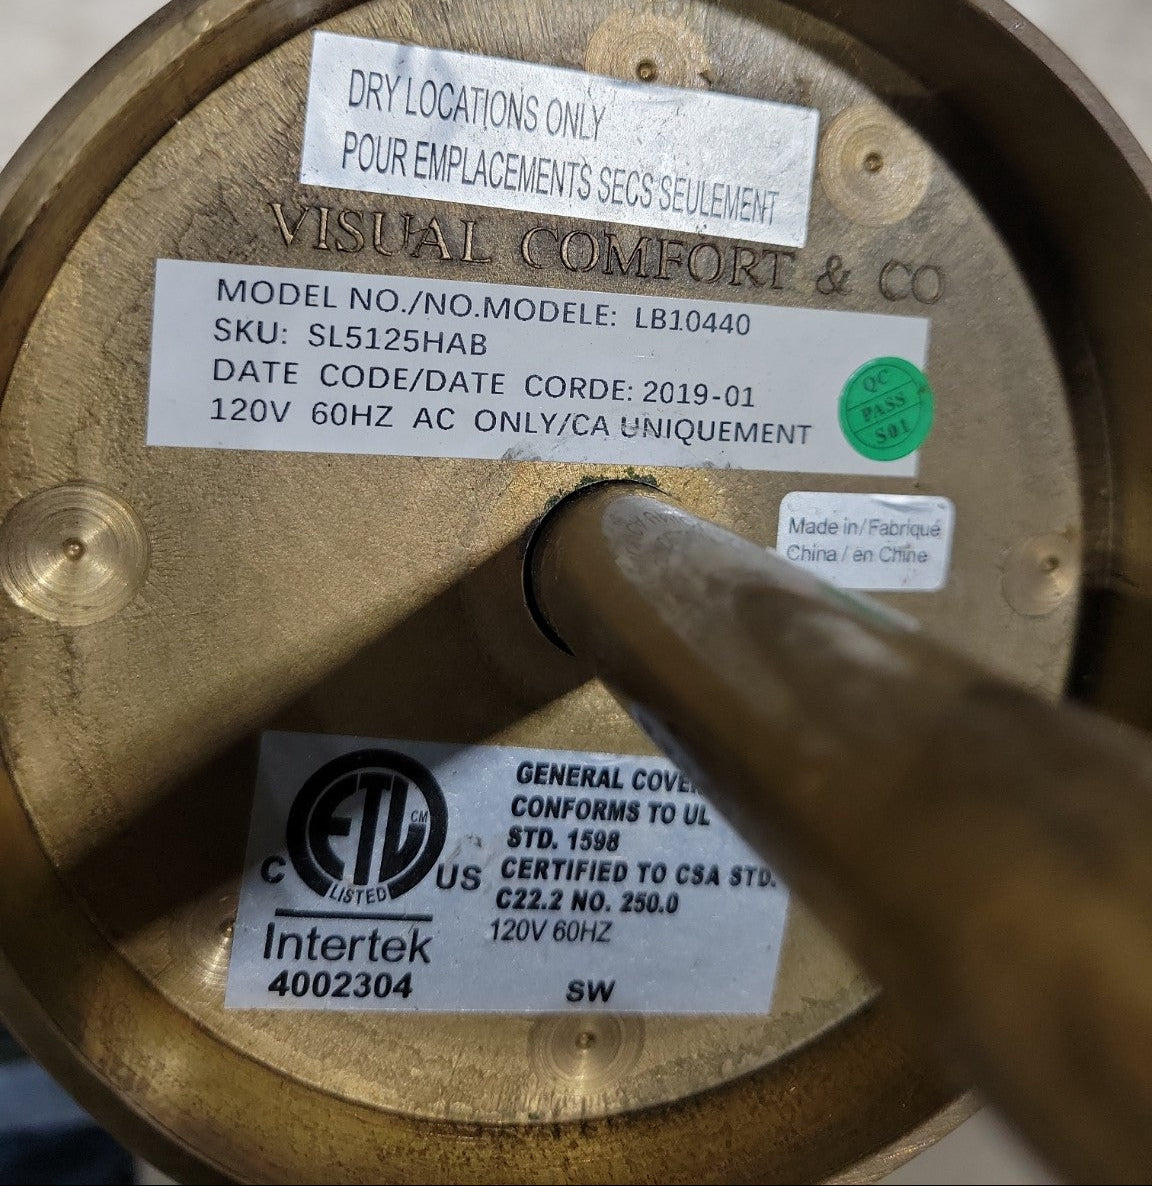 DRY LOCATIONS ONLY
POUR EMPLACEMENTS SECS SEULEMENT
VISUAL COMFORT & CO
MODEL NO./NO.MODELE: LB10440
SKU: SL5125HAB
DATE CODE/DATE CORDE: 2019-01
120V 60HZ AC ONLY/CA UNIQUEMENT
QC
PASS
S01
Made in/Fabriqué
China / en Chine
ETL CM
LISTED
C US
Intertek
4002304
GENERAL
CONFORMS TO UL
STD. 1598
CERTIFIED TO CSA STD.
C22.2 NO. 250.0
120V 60HZ
SW